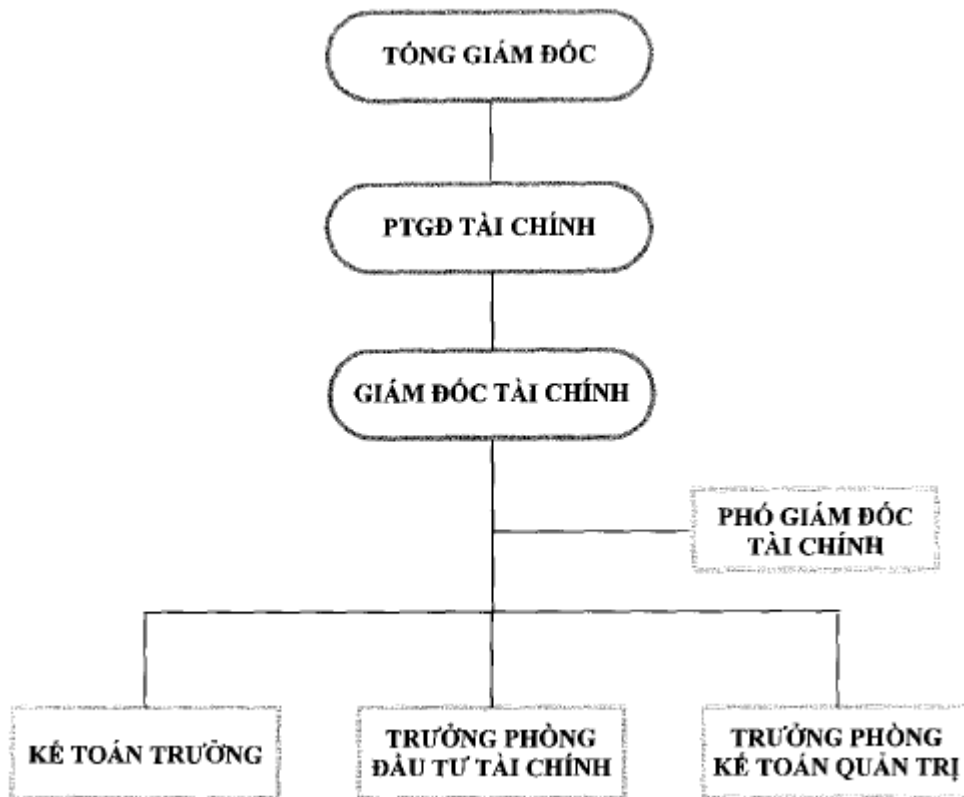 TỔNG GIÁM ĐỐC
PTGĐ TÀI CHÍNH
GIÁM ĐỐC TÀI CHÍNH
PHÓ GIÁM ĐỐC
TÀI CHÍNH
KẾ TOÁN TRƯỞNG
TRƯỞNG PHÒNG
ĐẦU TƯ TÀI CHÍNH
TRƯỞNG PHÒNG
KẾ TOÁN QUẢN TRỊ